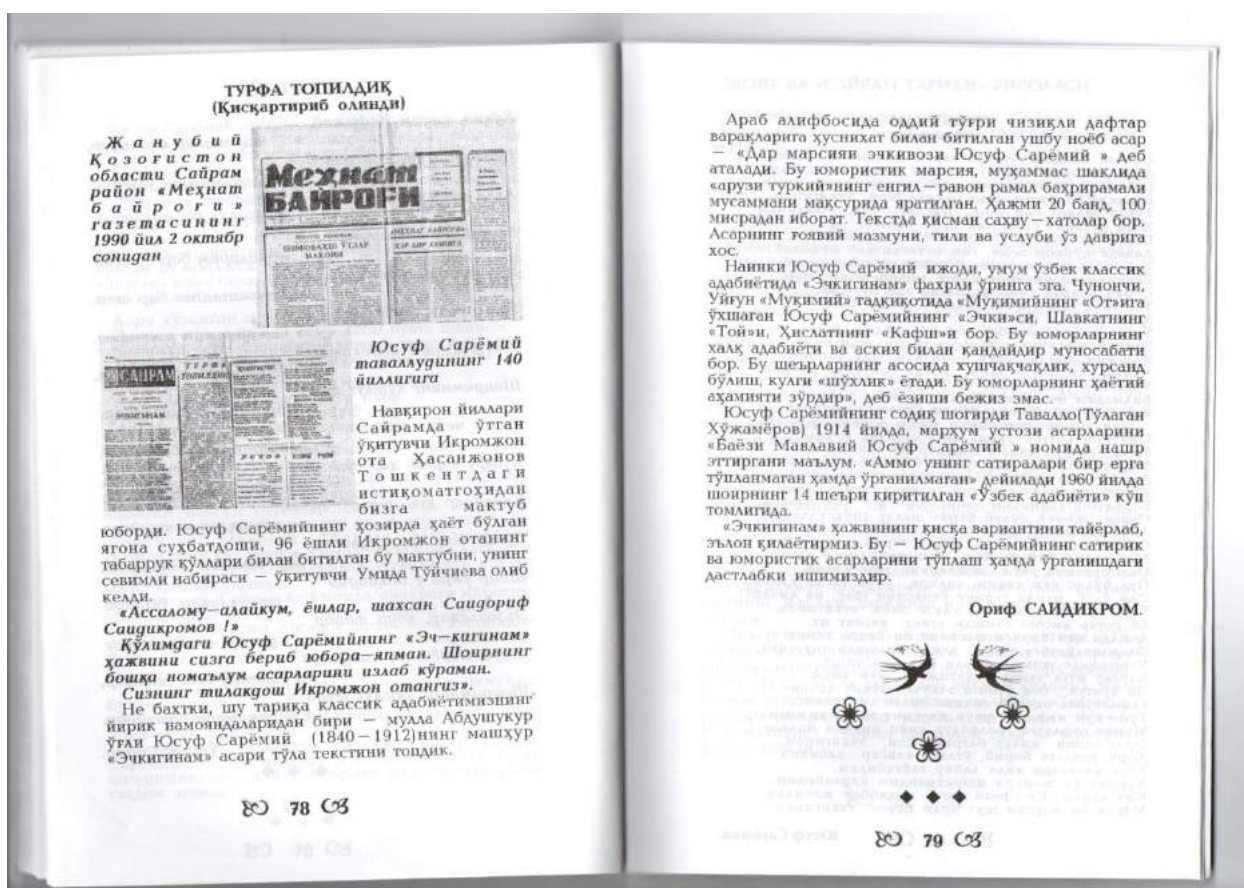 ТУРФА ТОПИЛДИҚ
(Қисқартириб олинди)
Жанубий
Қозоғистон
области Сайрам
район «Меҳнат
байроғи»
газетасининг
1990 йил 2 октябр
сонидан
Меҳнат
БАЙРОҒИ
ШИФОБАХШ ЎТЛАР
МАКОНИ
ҲАР БИР
САЙРАМ
ТУРФА
ТОПИЛДИҚ
ЭЧКИГИНАМ
Юсуф Сарёмий
таваллудининг 140
йиллигига
Навқирон йиллари
Сайрамда ўтган
ўқитувчи Икромжон
ота Ҳасанжонов
Тошкентдаги
истиқоматгоҳидан
бизга мактуб
юборди. Юсуф Сарёмийнинг ҳозирда ҳаёт бўлган
ягона суҳбатдоши, 96 ёшли Икромжон отанинг
табаррук қўллари билан битилган бу мактубни, унинг
севимли набираси — ўқитувчи Умида Тўйчиева олиб
келди.
«Ассалому—алайкум, ёшлар, шахсан Саидориф
Саидикромов !»
Қўлимдаги Юсуф Сарёмийнинг «Эч—кигинам»
ҳажвини сизга бериб юбора—япман. Шоирнинг
бошқа номаълум асарларини излаб кўраман.
Сизнинг тилакдош Икромжон отангиз».
Не бахтки, шу тариқа классик адабиётимизнинг
йирик намояндаларидан бири — мулла Абдушукур
ўғли Юсуф Сарёмий (1840—1912)нинг машҳур
«Эчкигинам» асари тўла текстини топдик.
78
Араб алифбосида оддий тўғри чизиқли дафтар
варақларига ҳуснихат билан битилган ушбу ноёб асар
— «Дар марсияи эчкивози Юсуф Сарёмий » деб
аталади. Бу юмористик марсия, муҳаммас шаклида
«арузи туркий»нинг енгил—равон рамал баҳрирамали
мусаммани мақсурида яратилган. Ҳажми 20 банд, 100
мисрадан иборат. Текстда қисман саҳву—хатолар бор.
Асарнинг ғоявий мазмуни, тили ва услуби ўз даврига
хос.
Наинки Юсуф Сарёмий ижоди, умум ўзбек классик
адабиётида «Эчкигинам» фахрли ўринга эга. Чунончи,
Уйғун «Муқимий» тадқиқотида «Муқимийнинг «От»ига
ўхшаган Юсуф Сарёмийнинг «Эчки»си, Шавкатнинг
«Той»и, Ҳислатнинг «Кафш»и бор. Бу юморларнинг
халқ адабиёти ва аския билан қандайдир муносабати
бор. Бу шеърларнинг асосида хушчақчақлик, хурсанд
бўлиш, кулги «шўхлик» ётади. Бу юморларнинг ҳаётий
аҳамияти зўрдир», деб ёзиши бежиз эмас.
Юсуф Сарёмийнинг содиқ шогирди Тавалло(Тўлаган
Хўжамёров) 1914 йилда, марҳум устози асарларини
«Баёзи Мавлавий Юсуф Сарёмий » номида нашр
эттиргани маълум. «Аммо унинг сатиралари бир ерга
тўпланмаган ҳамда ўрганилмаган» дейилади 1960 йилда
шоирнинг 14 шеъри киритилган «Ўзбек адабиёти» кўп
томлигида.
«Эчкигинам» ҳажвининг қисқа вариантини тайёрлаб,
эълон қилаётирмиз. Бу — Юсуф Сарёмийнинг сатирик
ва юмористик асарларини тўплаш ҳамда ўрганишдаги
дастлабки ишимиздир.
Ориф САИДИКРОМ.
79